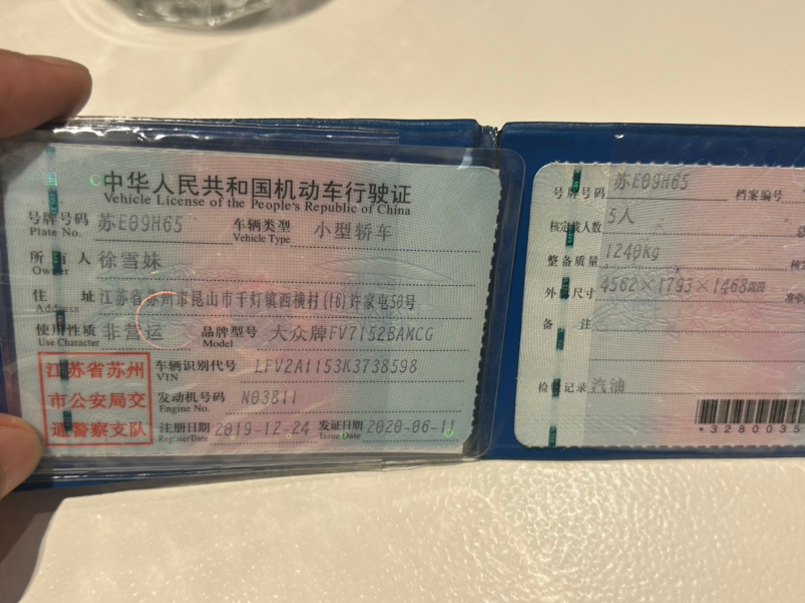 中华人民共和国机动车行驶证
Vehicle License of the People's Republic of China
号牌号码 苏E09H65 车辆类型 小型轿车
Plate No. Vehicle Type
所有人 徐雪妹
Owner
住址 江苏省苏州市昆山市千灯镇西横村(16)许家屯50号
Address
使用性质 非营运 品牌型号 大众牌FV7152BAMCG
Use Character Model
江苏省苏州
市公安局交
通警察支队
车辆识别代号 LFV2A1153K3738598
VIN
发动机号码 N03811
Engine No.
注册日期 2019-12-24 发证日期 2020-06-11
Register Date Issue Date
号牌号码 苏E09H65 档案编号
核定载人数 5人 总
整备质量 1240kg 核
外廓尺寸 4562×1793×1468mm 准
备注
检验记录 汽油
*3280035